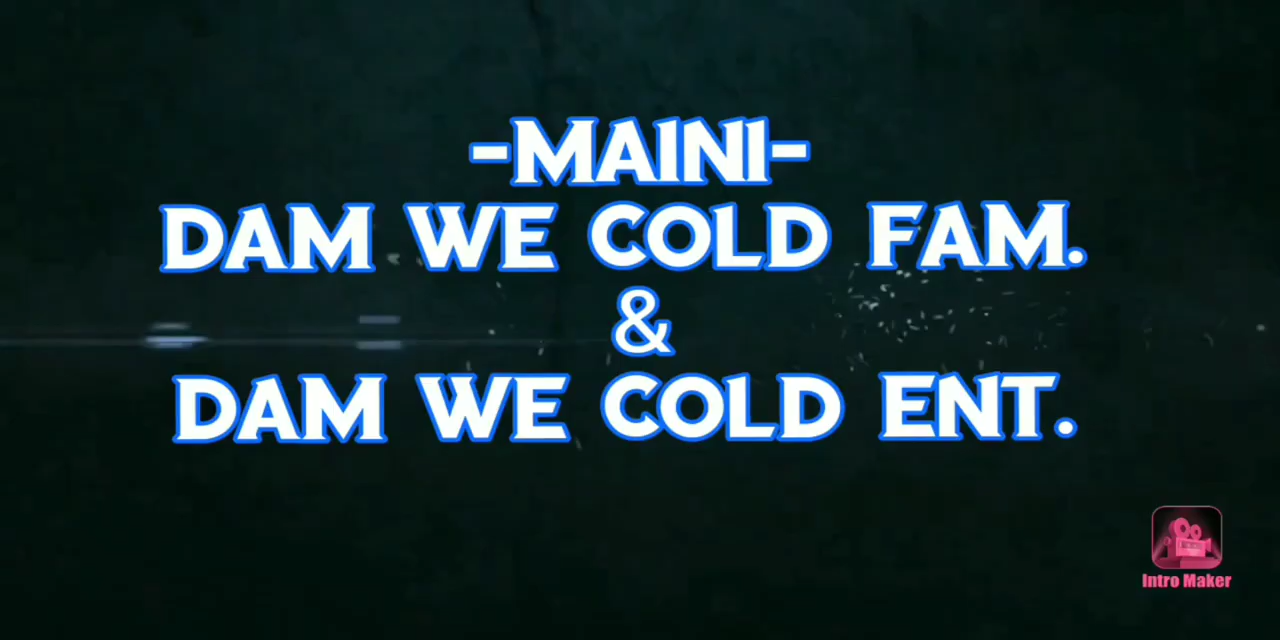 -MAINI-
DAM WE COLD FAM.
&
DAM WE COLD ENT.
Intro Maker